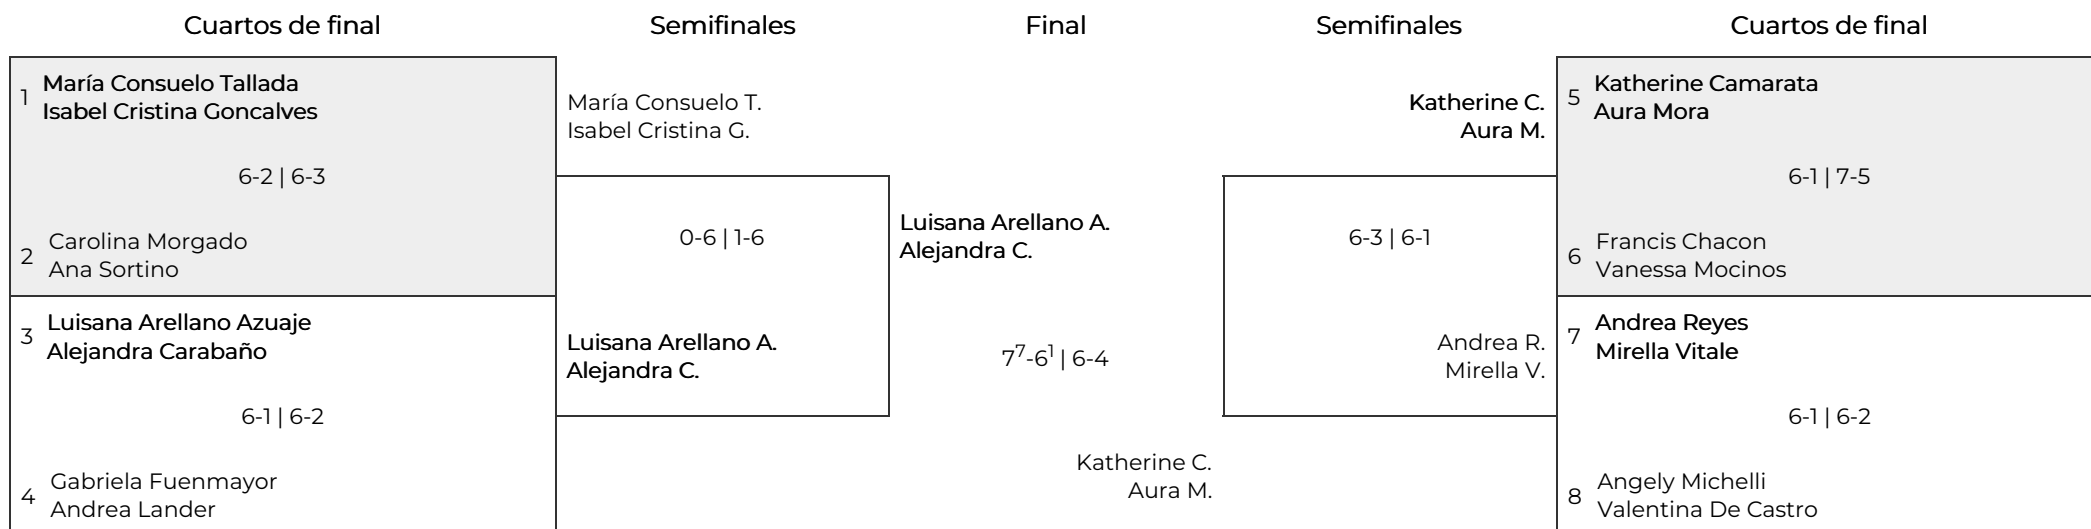 Cuartos de final
Semifinales
Final
Semifinales
Cuartos de final
1
María Consuelo Tallada
Isabel Cristina Goncalves
6-2 | 6-3
2
Carolina Morgado
Ana Sortino
3
Luisana Arellano Azuaje
Alejandra Carabaño
6-1 | 6-2
4
Gabriela Fuenmayor
Andrea Lander
María Consuelo T.
Isabel Cristina G.
0-6 | 1-6
Luisana Arellano A.
Alejandra C.
Luisana Arellano A.
Alejandra C.
7⁷-6¹ | 6-4
Katherine C.
Aura M.
Katherine C.
Aura M.
6-3 | 6-1
Andrea R.
Mirella V.
5
Katherine Camarata
Aura Mora
6-1 | 7-5
6
Francis Chacon
Vanessa Mocinos
7
Andrea Reyes
Mirella Vitale
6-1 | 6-2
8
Angely Michelli
Valentina De Castro